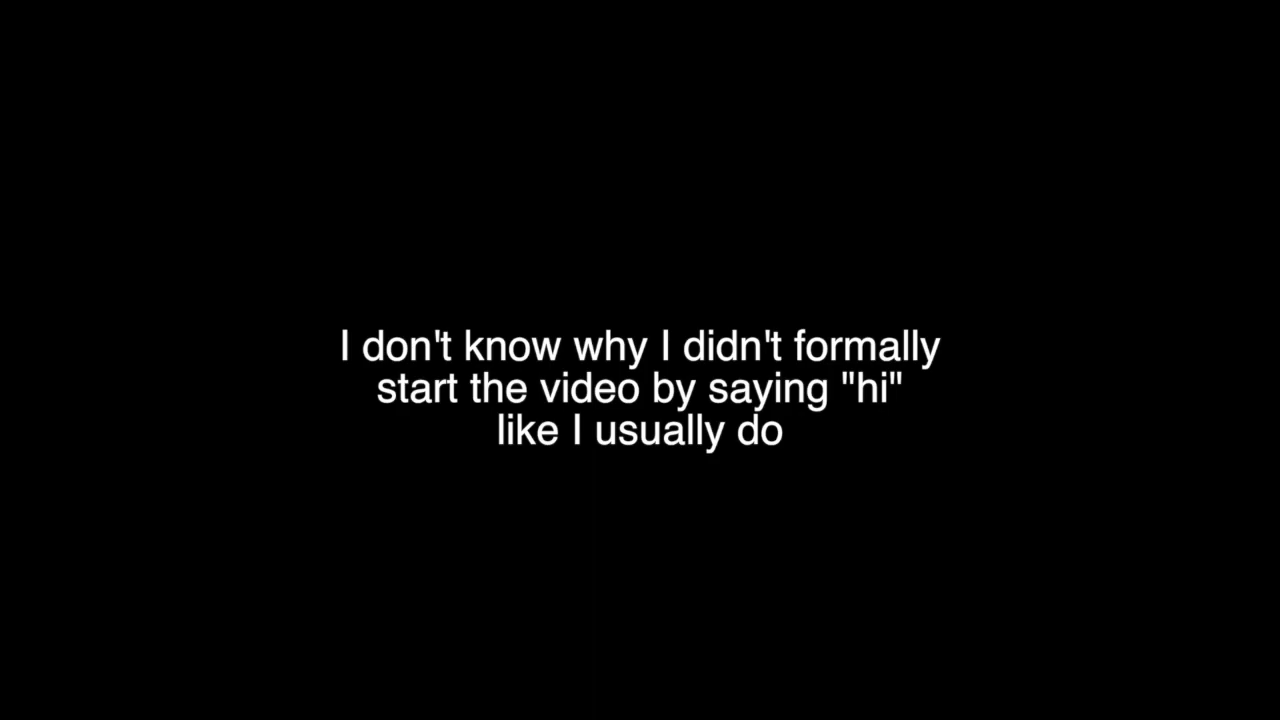 I don't know why I didn't formally
start the video by saying "hi"
like I usually do